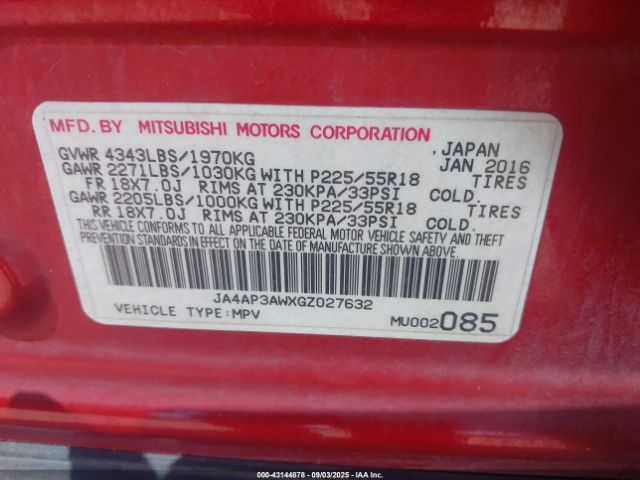 MFD. BY MITSUBISHI MOTORS CORPORATION, JAPAN
GVWR 4343LBS/1970KG JAN 2016
GAWR 2271LBS/1030KG WITH P225/55R18 TIRES
FR 18X7.0J RIMS AT 230KPA/33PSI COLD.
GAWR 2205LBS/1000KG WITH P225/55R18 TIRES
RR 18X7.0J RIMS AT 230KPA/33PSI COLD.
THIS VEHICLE CONFORMS TO ALL APPLICABLE FEDERAL MOTOR VEHICLE SAFETY AND THEFT
PREVENTION STANDARDS IN EFFECT ON THE DATE OF MANUFACTURE SHOWN ABOVE.
JA4AP3AWXGZ027632
VEHICLE TYPE:MPV MU002085
000-43144878 - 09/03/2025 - IAAI.com